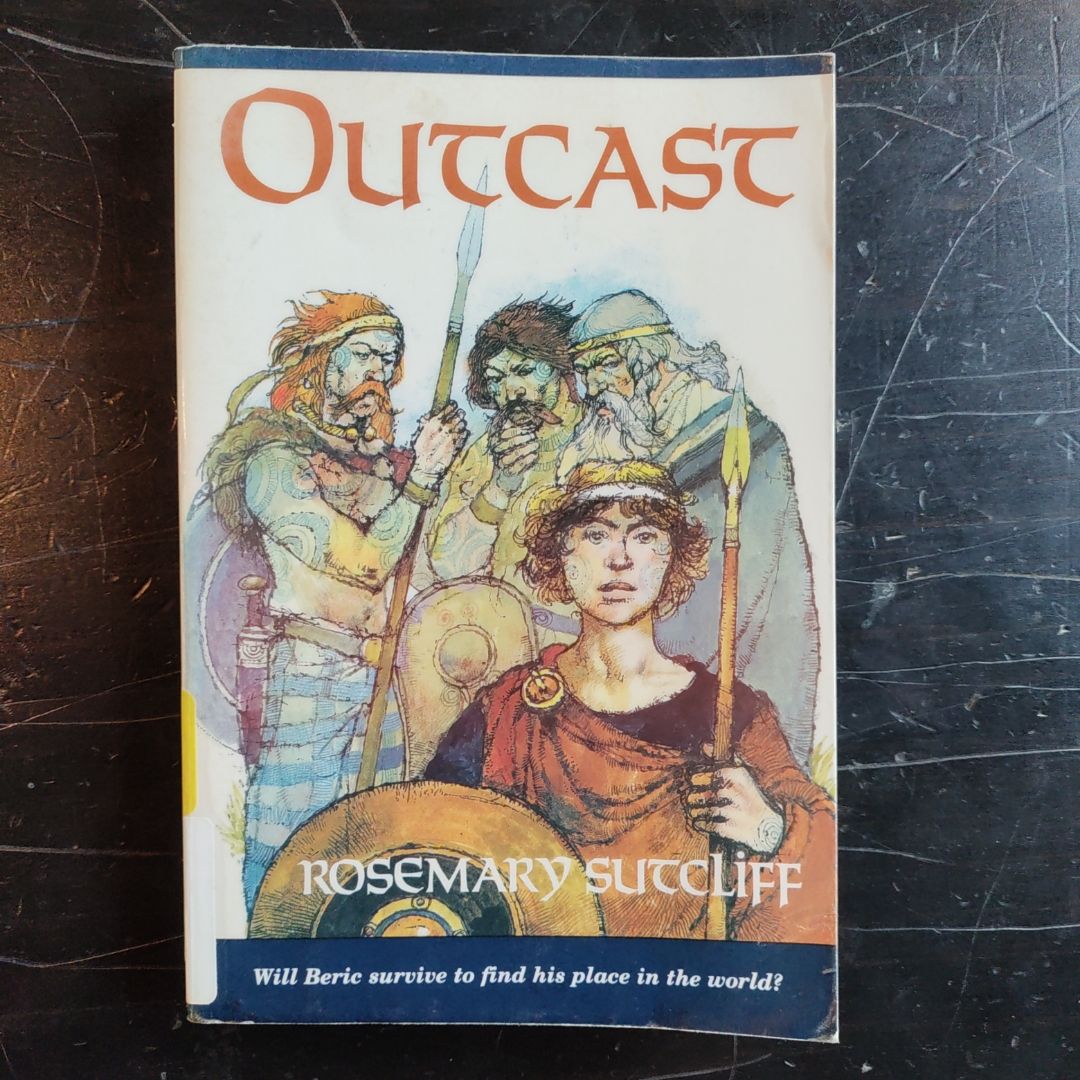 OUTCAST
ROSEMARY SUTCLIFF
Will Beric survive to find his place in the world?